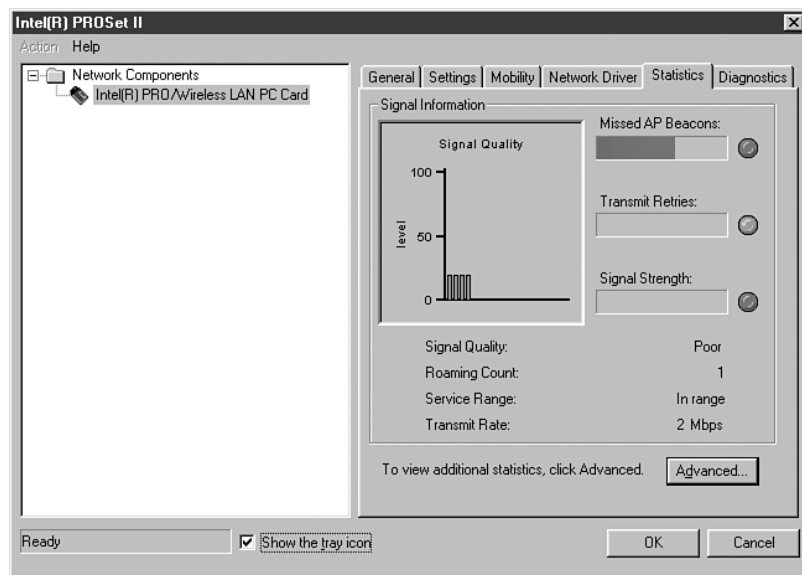 Intel(R) PROSet II
Action Help
Network Components
Intel(R) PRO/Wireless LAN PC Card
General Settings Mobility Network Driver Statistics Diagnostics
Signal Information
Signal Quality
100
level
50
0
Missed AP Beacons:
Transmit Retries:
Signal Strength:
Signal Quality: Poor
Roaming Count: 1
Service Range: In range
Transmit Rate: 2 Mbps
To view additional statistics, click Advanced. Advanced...
Ready Show the tray icon OK Cancel